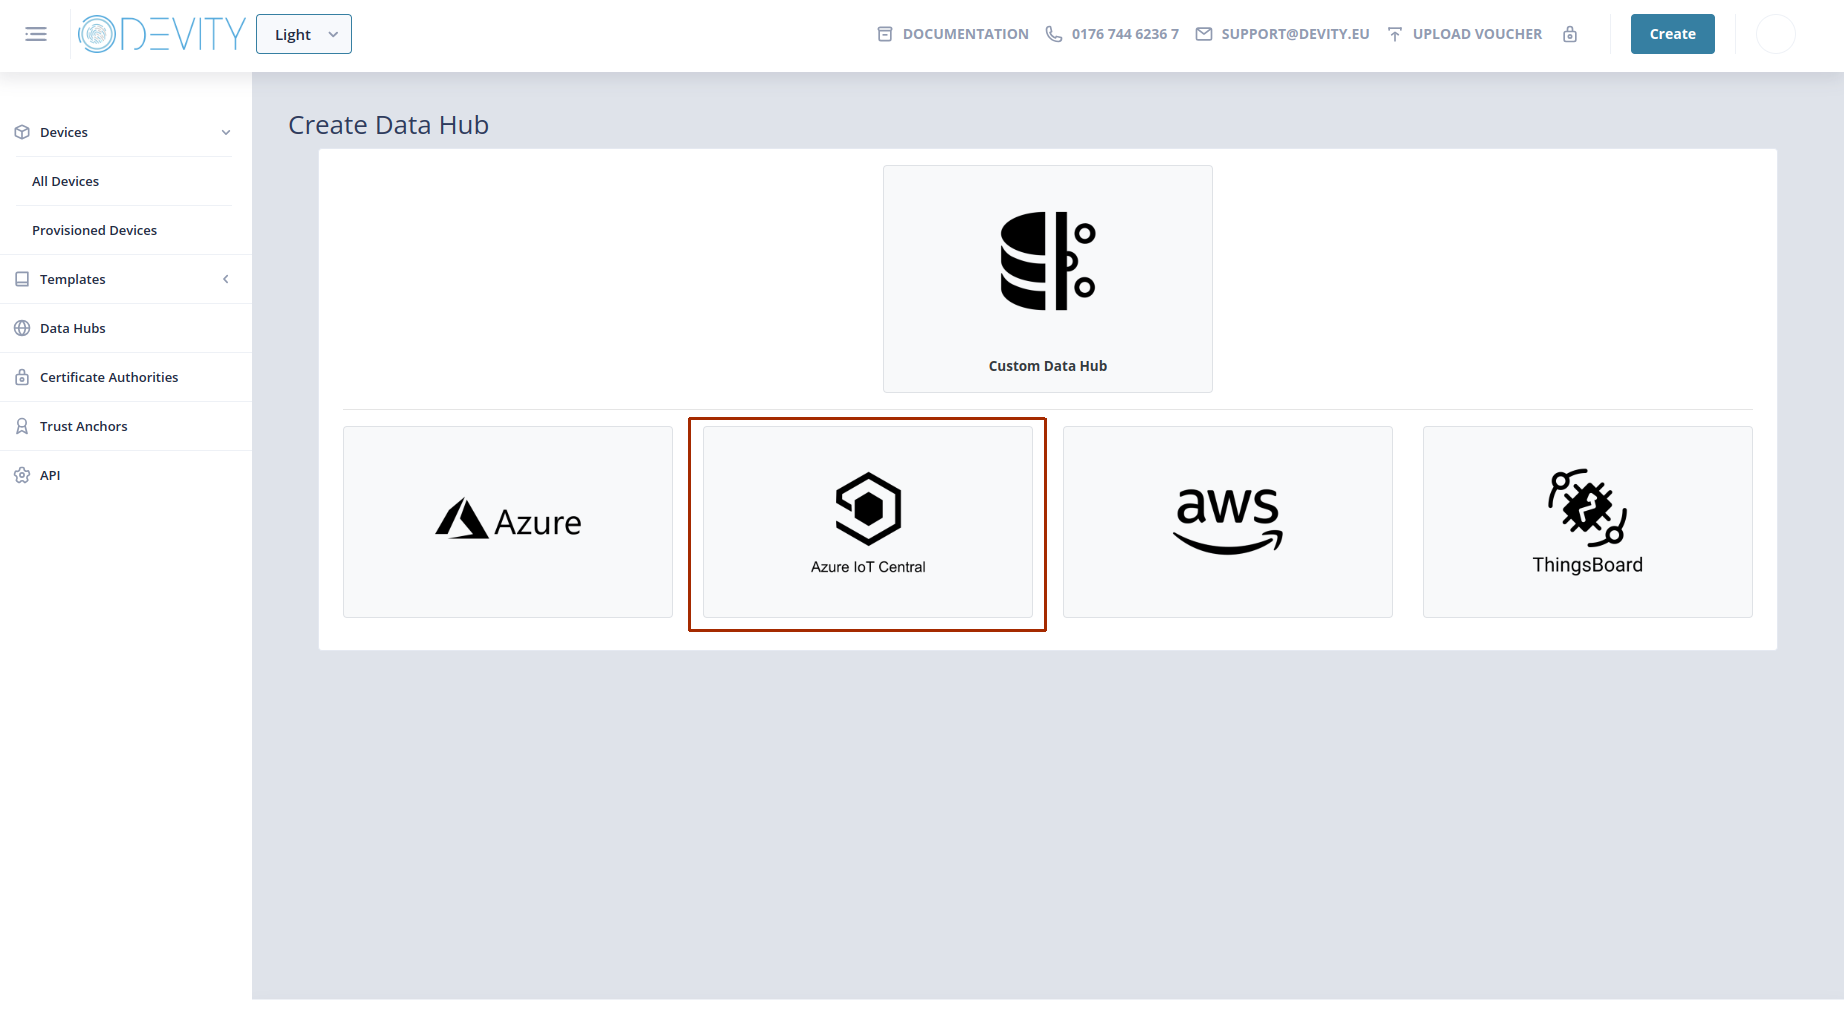 DEVITY
Light
DOCUMENTATION
0176 744 6236 7
SUPPORT@DEVITY.EU
UPLOAD VOUCHER
Create
Devices
All Devices
Provisioned Devices
Templates
Data Hubs
Certificate Authorities
Trust Anchors
API
Create Data Hub
Custom Data Hub
Azure
Azure IoT Central
aws
ThingsBoard